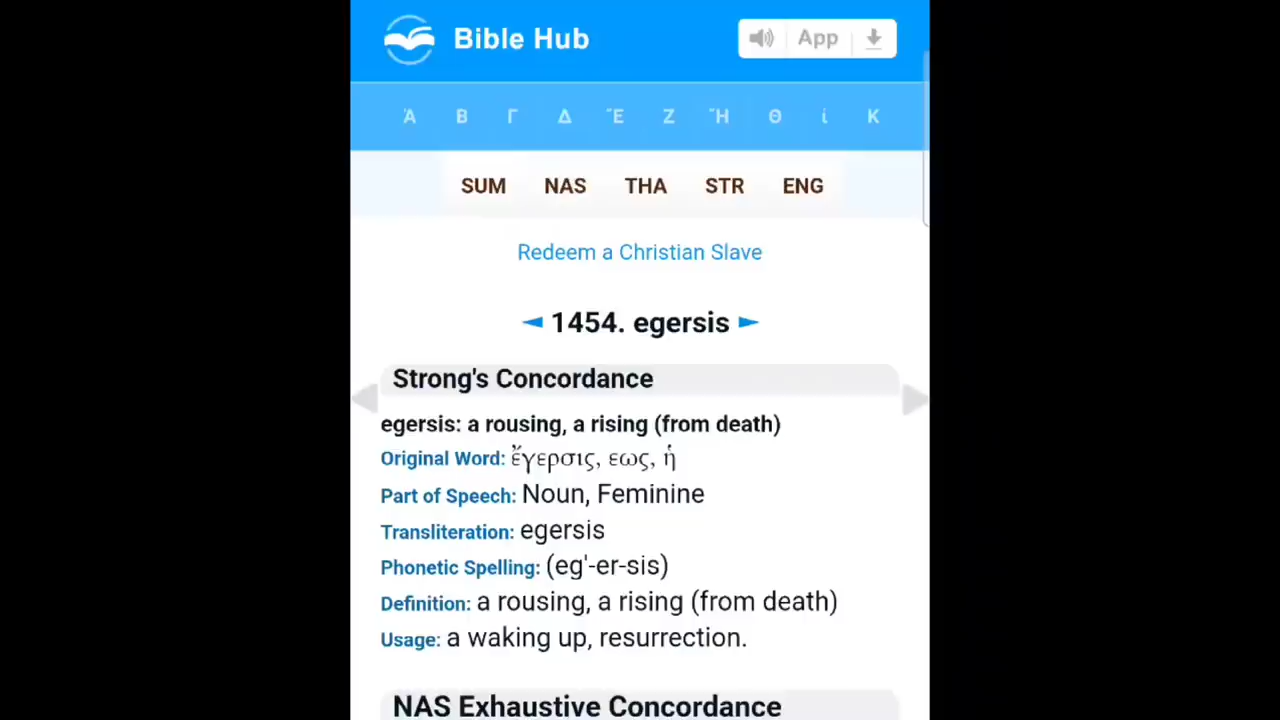 Bible Hub
App
Ἀ Β Γ Δ Ἐ Ζ Ἡ Θ ἰ Κ
SUM NAS THA STR ENG
Redeem a Christian Slave
◄ 1454. egersis ►
Strong's Concordance
egersis: a rousing, a rising (from death)
Original Word: ἔγερσις, εως, ἡ
Part of Speech: Noun, Feminine
Transliteration: egersis
Phonetic Spelling: (eg'-er-sis)
Definition: a rousing, a rising (from death)
Usage: a waking up, resurrection.
NAS Exhaustive Concordance